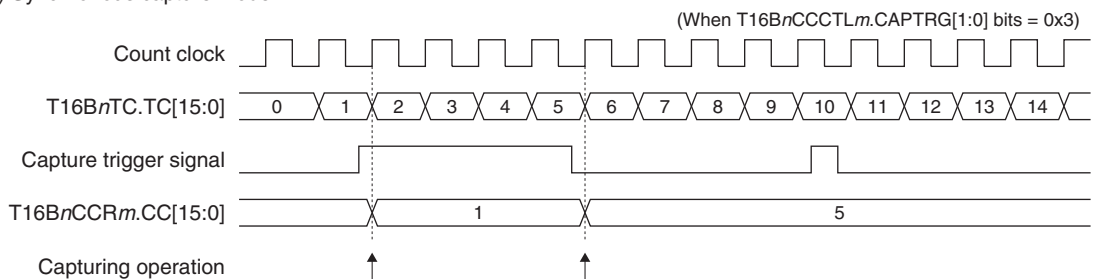 (When T16BnCCCTLm.CAPTRG[1:0] bits = 0x3)
Count clock
T16BnTC.TC[15:0] 0 1 2 3 4 5 6 7 8 9 10 11 12 13 14
Capture trigger signal
T16BnCCRm.CC[15:0] 1 5
Capturing operation